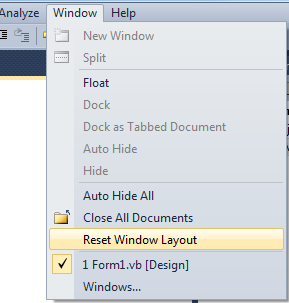 Analyze Window Help
New Window
Split
Float
Dock
Dock as Tabbed Document
Auto Hide
Hide
Auto Hide All
Close All Documents
Reset Window Layout
1 Form1.vb [Design]
Windows...